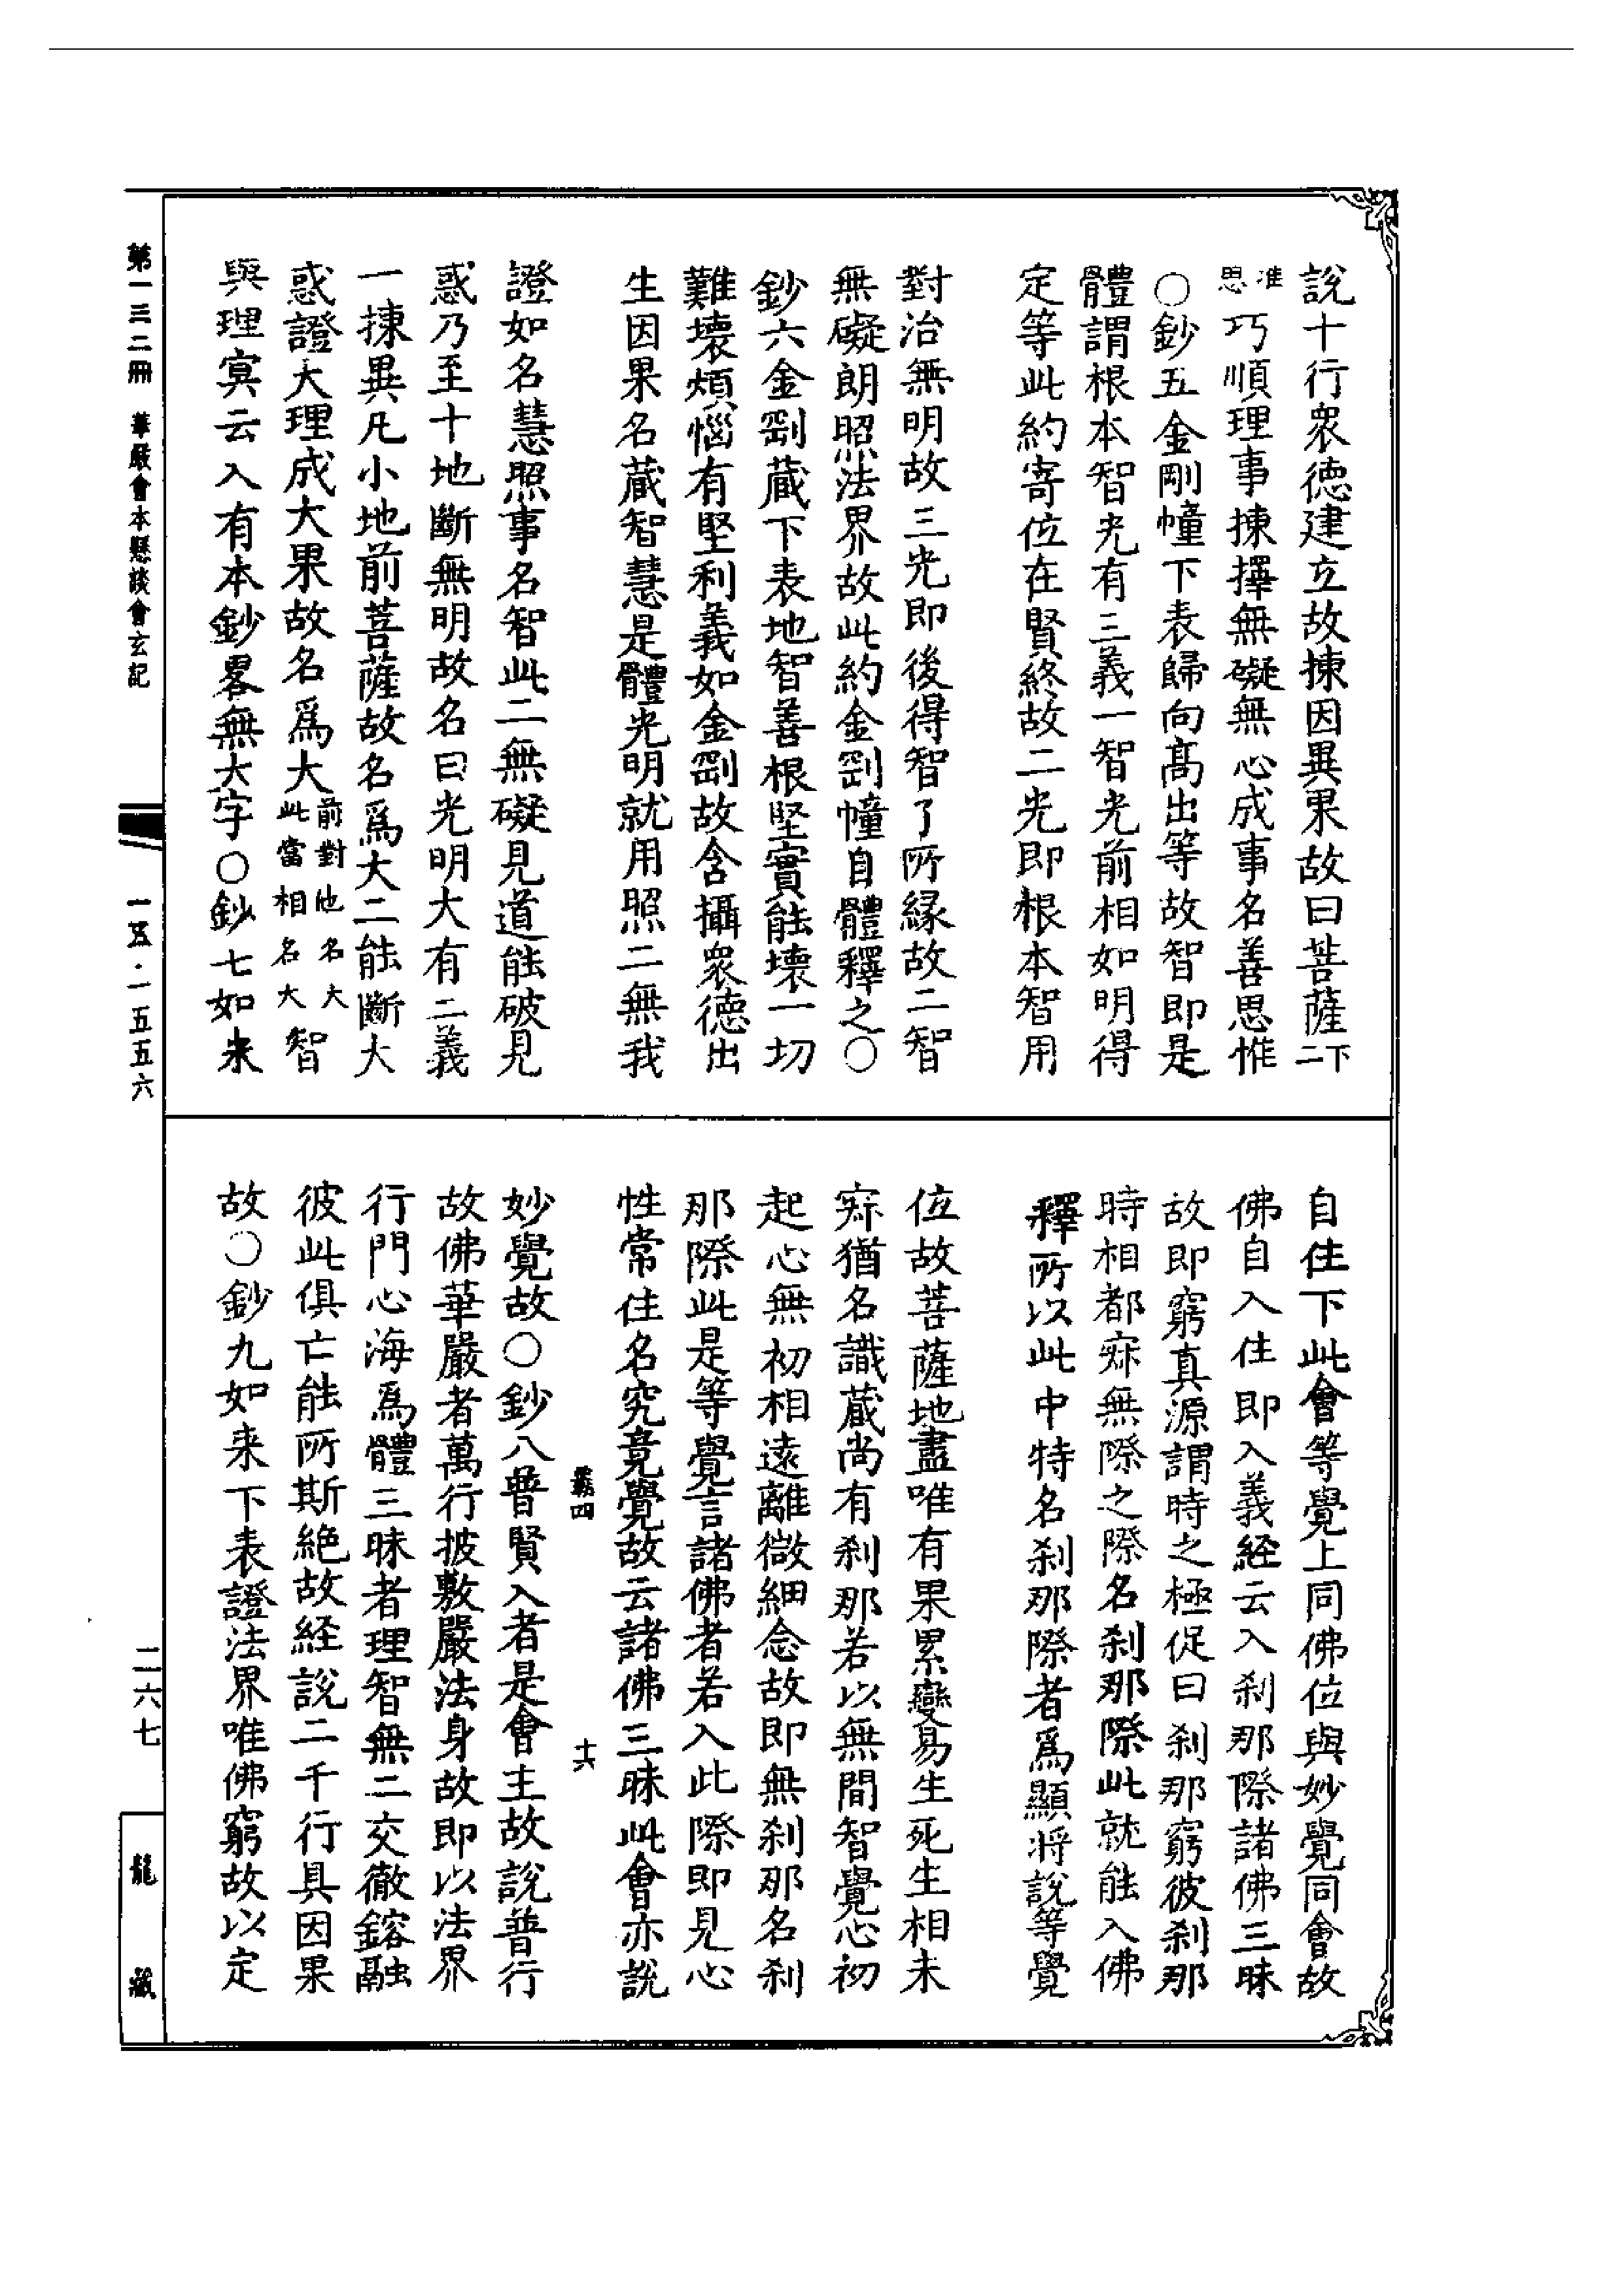 說十行衆德建立故揀因異果故曰菩薩下二
准思巧順理事揀擇無礙無心成事名善思惟
○鈔五金剛幢下表歸向高出等故智即是
體謂根本智光有三義一智光前相如明得
定等此約寄位在賢終故二光即根本智用
對治無明故三光即後得智了所緣故二智
無礙朗照法界故此約金剛幢自體釋之○
鈔六金剛藏下表地智善根堅實能壞一切
難壞煩惱有堅利義如金剛故含攝衆德出
生因果名藏智慧是體光明就用照二無我
證如名慧照事名智此二無礙見道能破見
惑乃至十地斷無明故名曰光明大有二義
一揀異凡小地前菩薩故名爲大二能斷大
惑證大理成大果故名爲大前對他名大此當相名大智
與理冥云入有本鈔畧無大字○鈔七如來
自住下此會等覺上同佛位與妙覺同會故
佛自入住即入義経云入刹那際諸佛三昧
故即窮真源謂時之極促曰刹那窮彼刹那
時相都寂無際之際名刹那際此就能入佛
釋所以此中特名刹那際者爲顯將說等覺
位故菩薩地盡唯有果累變易生死生相未
寂猶名識藏尚有刹那若以無間智覺心初
起心無初相遠離微細念故即無刹那名刹
那際此是等覺言諸佛者若入此際即見心
性常住名究竟覺故云諸佛三昧此會亦說
妙覺故○鈔八普賢入者是會主故說普行
故佛華嚴者萬行披敷嚴法身故即以法界
行門心海爲體三昧者理智無二交徹鎔融
彼此俱亡能所斯絶故経說二千行具因果
故○鈔九如来下表證法界唯佛窮故以定
四
十六
第一三二冊　華嚴會本懸談會玄記
一五·一五五六
二六七
龍藏